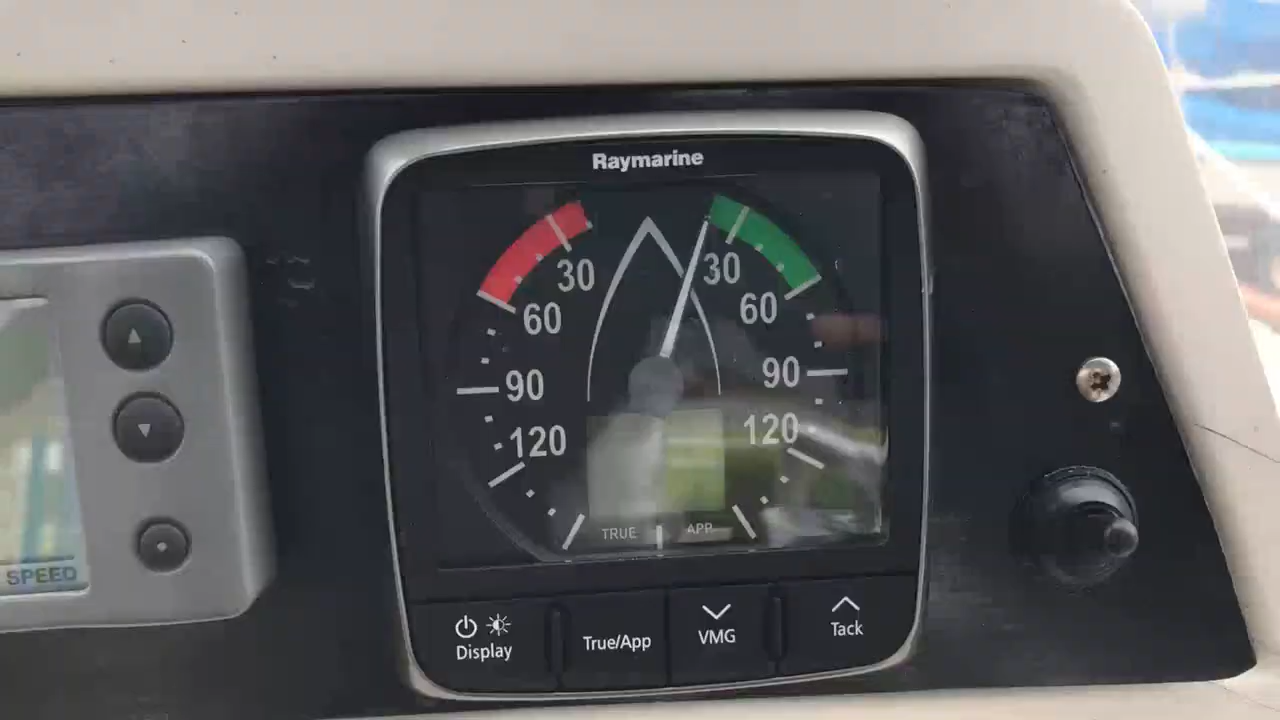 Raymarine
30 30
60 60
90 90
120 120
TRUE APP
SPEED
Display True/App VMG Tack